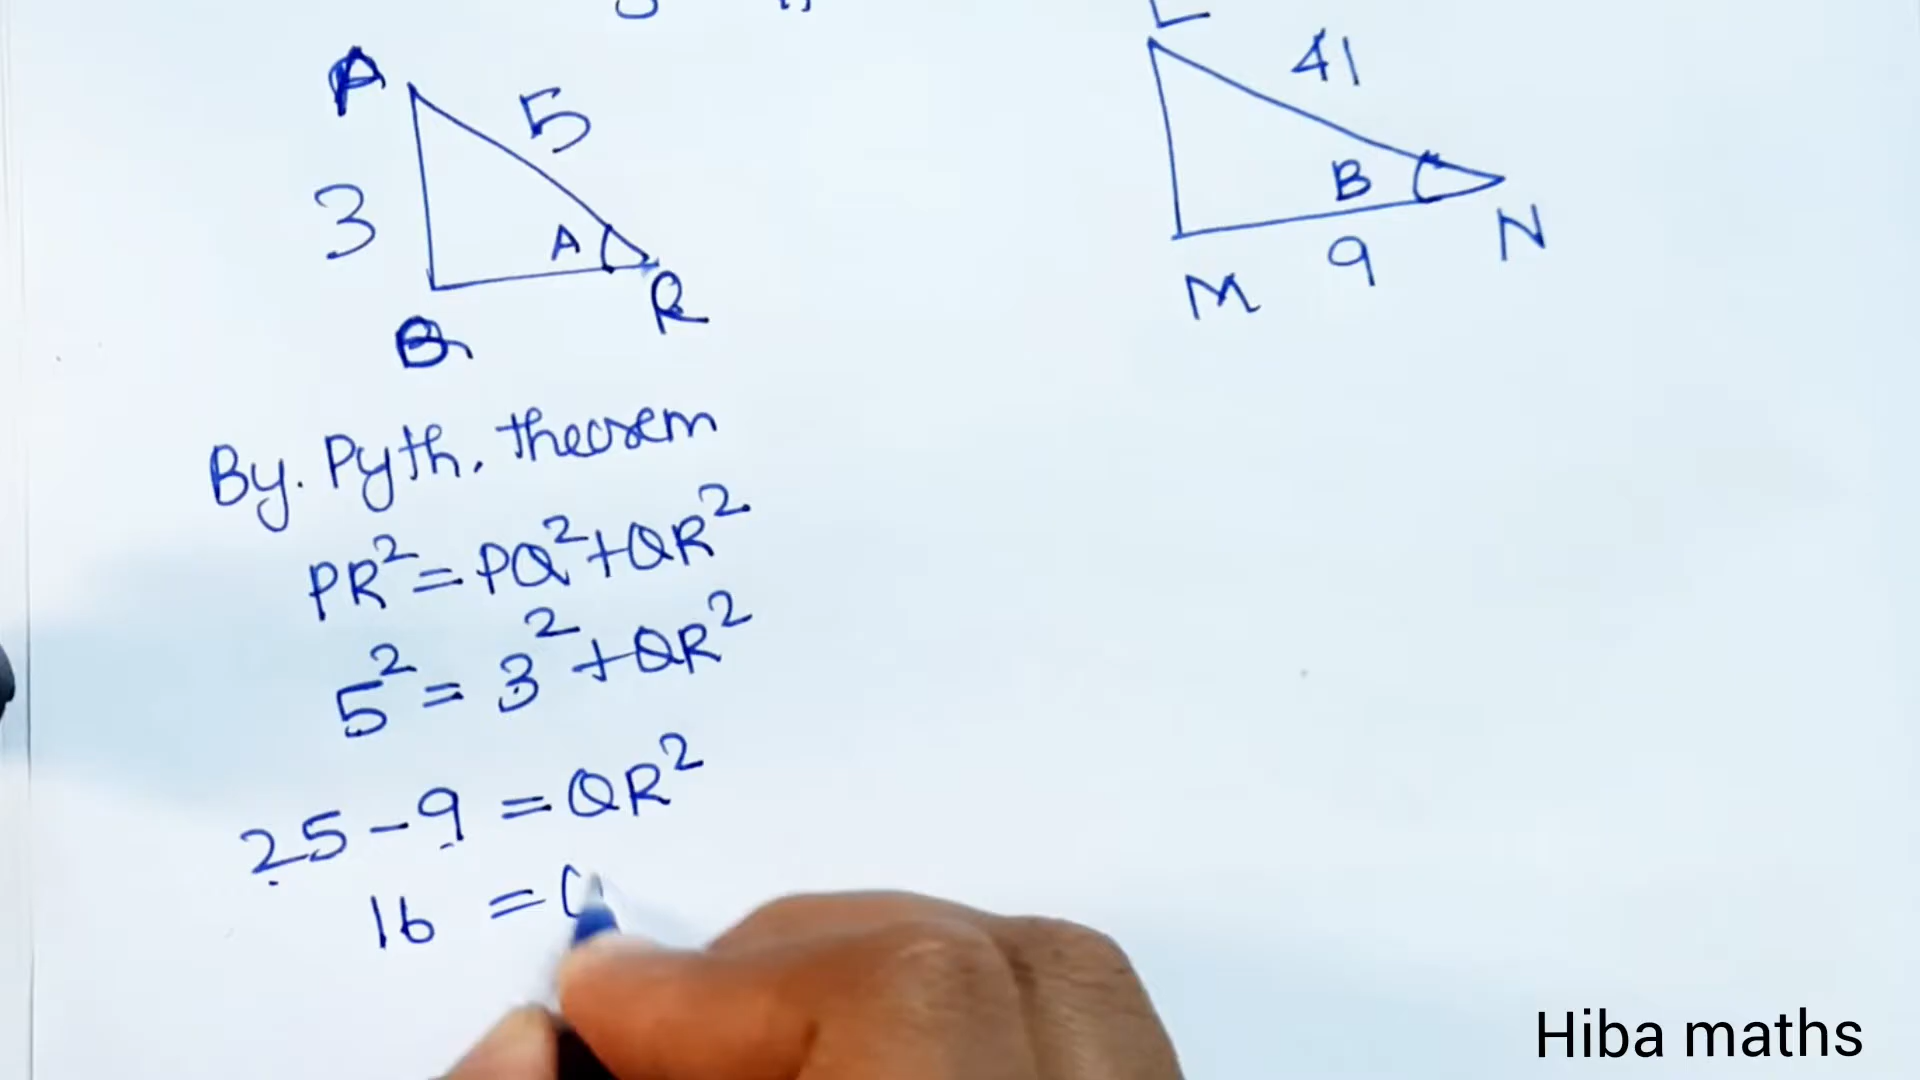 A
5
3
A
R
Q
L
41
B
9
M
N
By. Pyth. theorem
PR² = PQ² + QR²
5² = 3² + QR²
25 - 9 = QR²
16 =
Hiba maths